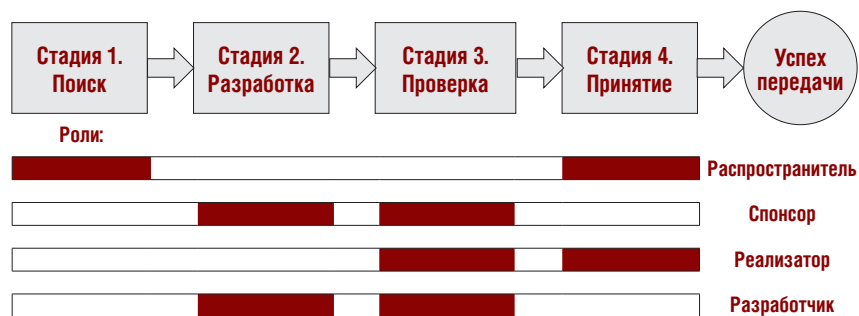 Стадия 1.
Поиск
Стадия 2.
Разработка
Стадия 3.
Проверка
Стадия 4.
Принятие
Успех
передачи
Роли:
Распространитель
Спонсор
Реализатор
Разработчик